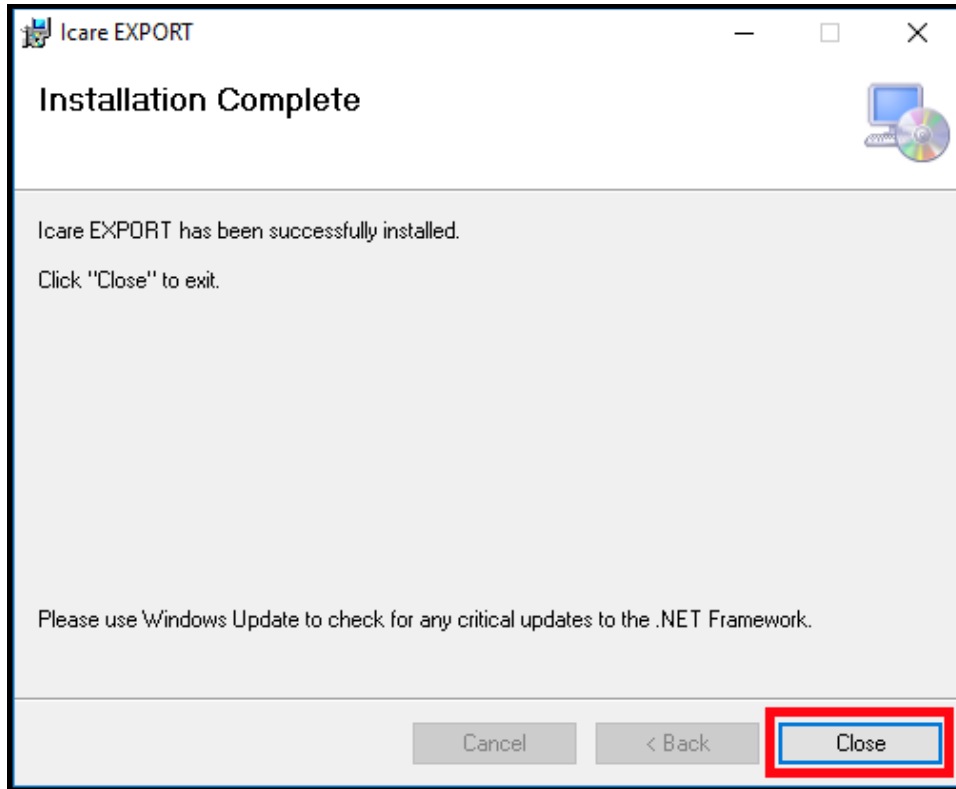 Icare EXPORT
Installation Complete
Icare EXPORT has been successfully installed.
Click "Close" to exit.
Please use Windows Update to check for any critical updates to the .NET Framework.
Cancel
< Back
Close